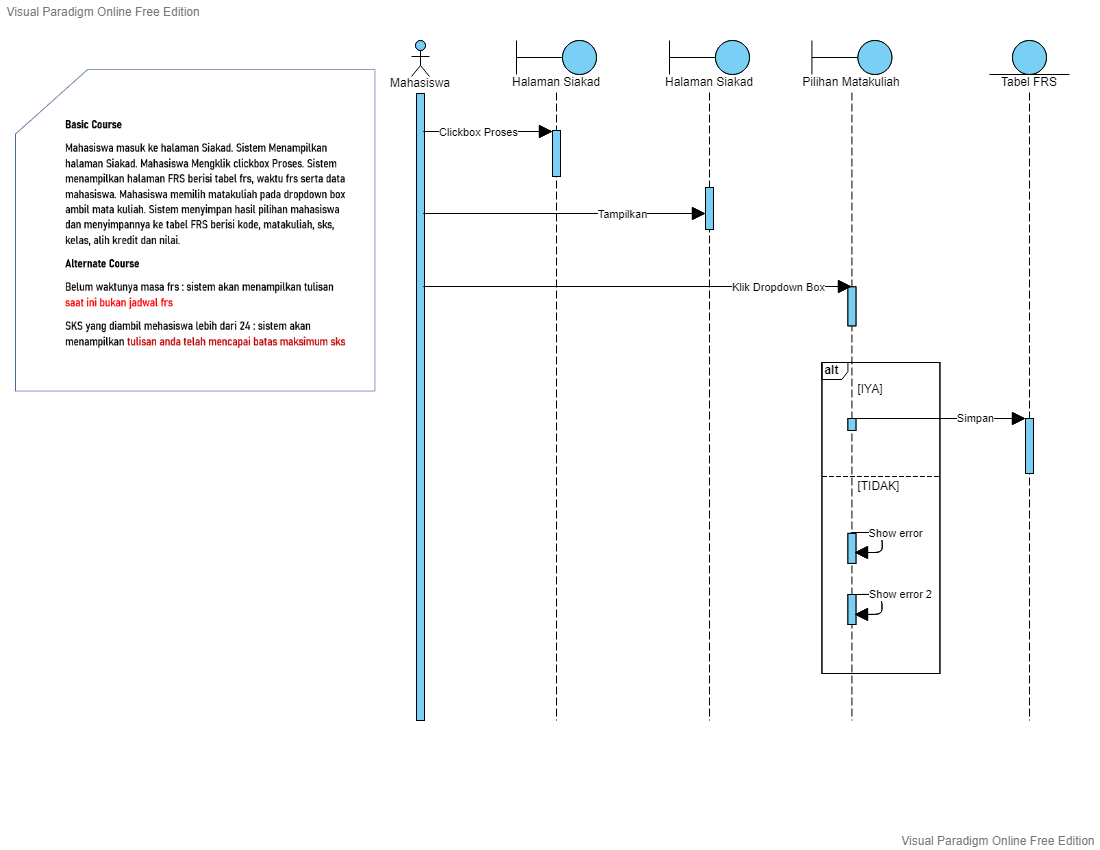 Visual Paradigm Online Free Edition
Mahasiswa
Halaman Siakad
Halaman Siakad
Pilihan Matakuliah
Tabel FRS
Basic Course
Mahasiswa masuk ke halaman Siakad. Sistem Menampilkan
halaman Siakad. Mahasiswa Mengklik clickbox Proses. Sistem
menampilkan halaman FRS berisi tabel frs, waktu frs serta data
mahasiswa. Mahasiswa memilih matakuliah pada dropdown box
ambil mata kuliah. Sistem menyimpan hasil pilihan mahasiswa
dan menyimpannya ke tabel FRS berisi kode, matakuliah, sks,
kelas, alih kredit dan nilai.
Alternate Course
Belum waktunya masa frs : sistem akan menampilkan tulisan
saat ini bukan jadwal frs
SKS yang diambil mehasiswa lebih dari 24 : sistem akan
menampilkan tulisan anda telah mencapai batas maksimum sks
Clickbox Proses
Tampilkan
Klik Dropdown Box
alt
[IYA]
Simpan
[TIDAK]
Show error
Show error 2
Visual Paradigm Online Free Edition